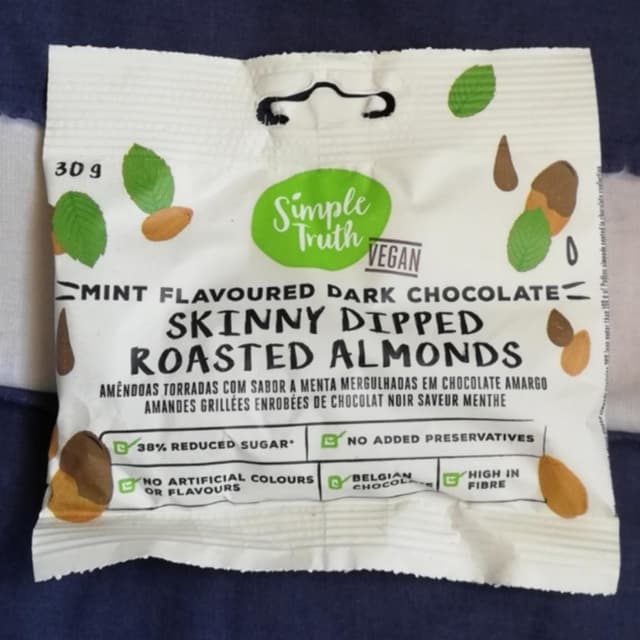 30 g
Simple
Truth
VEGAN
MINT FLAVOURED DARK CHOCOLATE
SKINNY DIPPED
ROASTED ALMONDS
AMÊNDOAS TORRADAS COM SABOR A MENTA MERGULHADAS EM CHOCOLATE AMARGO
AMANDES GRILLÉES ENROBÉES DE CHOCOLAT NOIR SAVEUR MENTHE
38% REDUCED SUGAR*
NO ADDED PRESERVATIVES
NO ARTIFICIAL COLOURS
OR FLAVOURS
BELGIAN
CHOCOLATE
HIGH IN
FIBRE